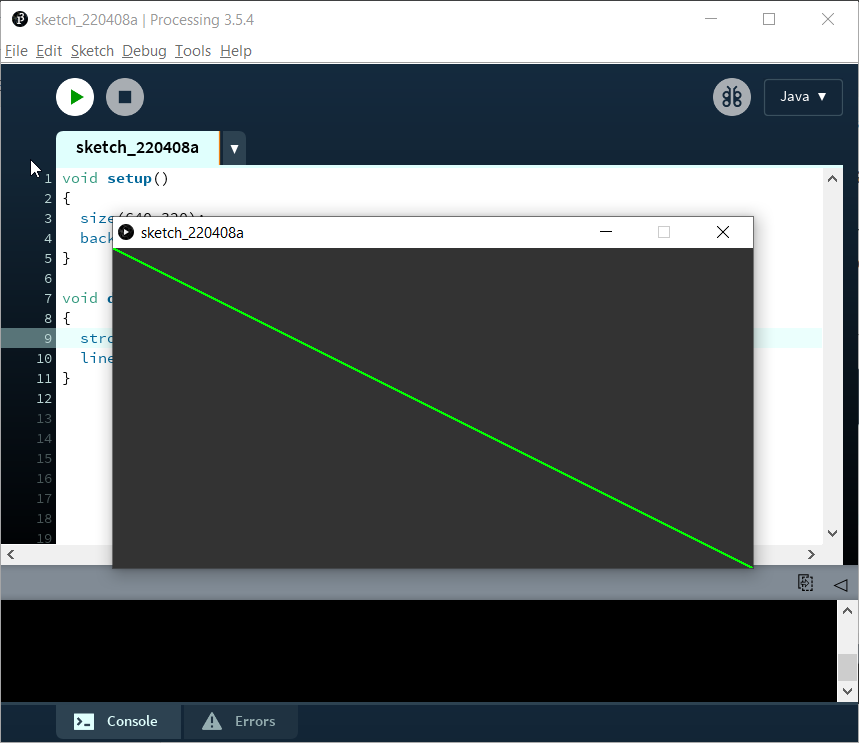 sketch_220408a | Processing 3.5.4
File Edit Sketch Debug Tools Help
Java ▼
sketch_220408a ▼
1 void setup()
2 {
3 size(640,320);
4 back
5 }
6
7 void d
8 {
9 stro
10 line
11 }
12
13
14
15
16
17
18
19
sketch_220408a
Console Errors